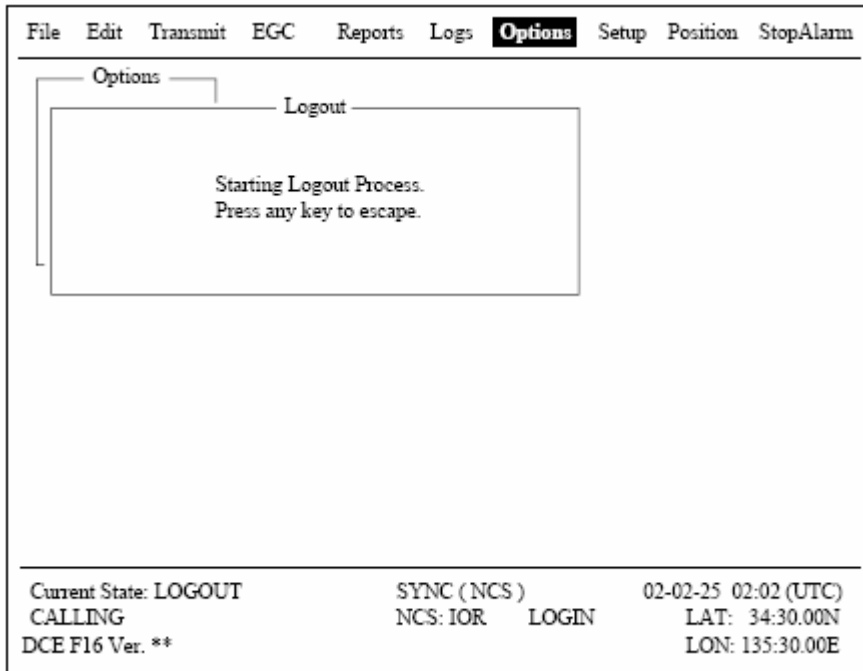 File Edit Transmit EGC Reports Logs Options Setup Position StopAlarm
Options
Logout
Starting Logout Process.
Press any key to escape.
Current State: LOGOUT SYNC ( NCS ) 02-02-25 02:02 (UTC)
CALLING NCS: IOR LOGIN LAT: 34:30.00N
DCE F16 Ver. ** LON: 135:30.00E